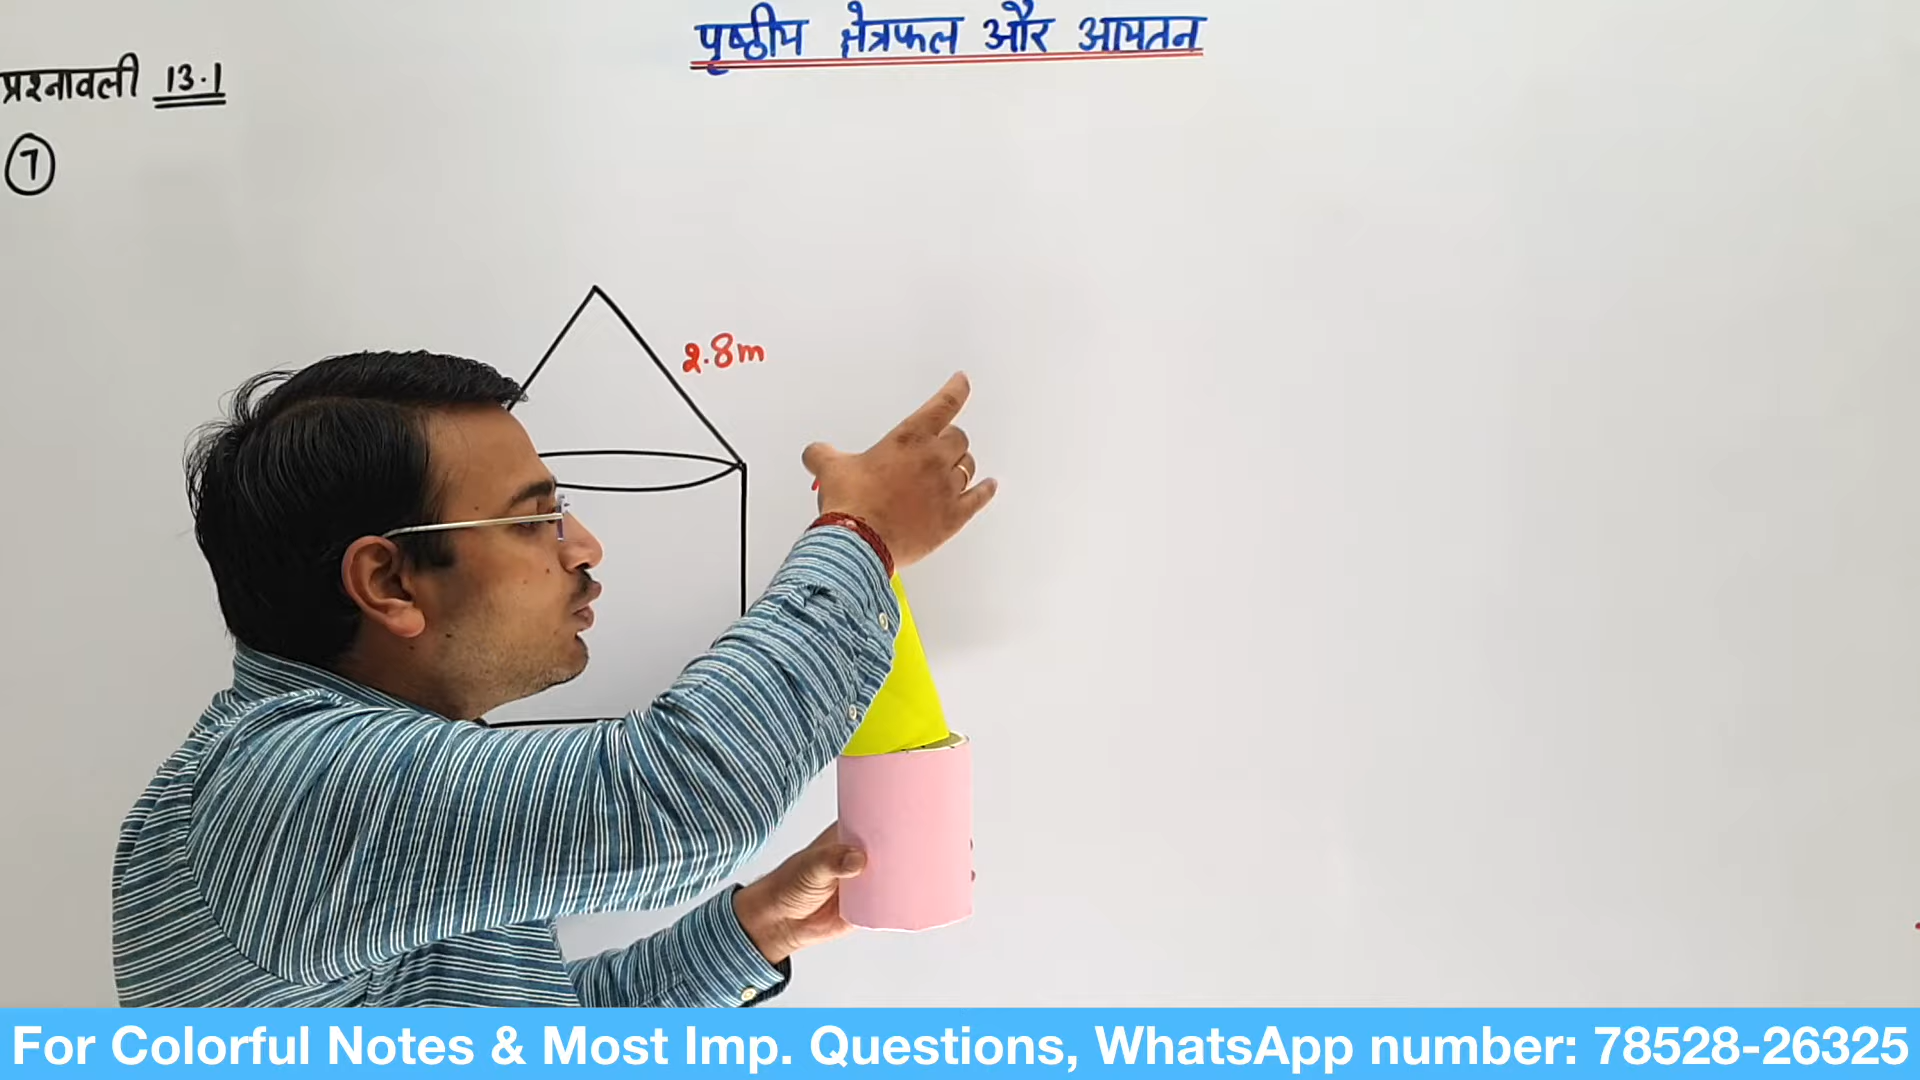 पृष्ठीय क्षेत्रफल और आयतन
प्रश्नावली 13.1
7
2.8m
For Colorful Notes & Most Imp. Questions, WhatsApp number: 78528-26325